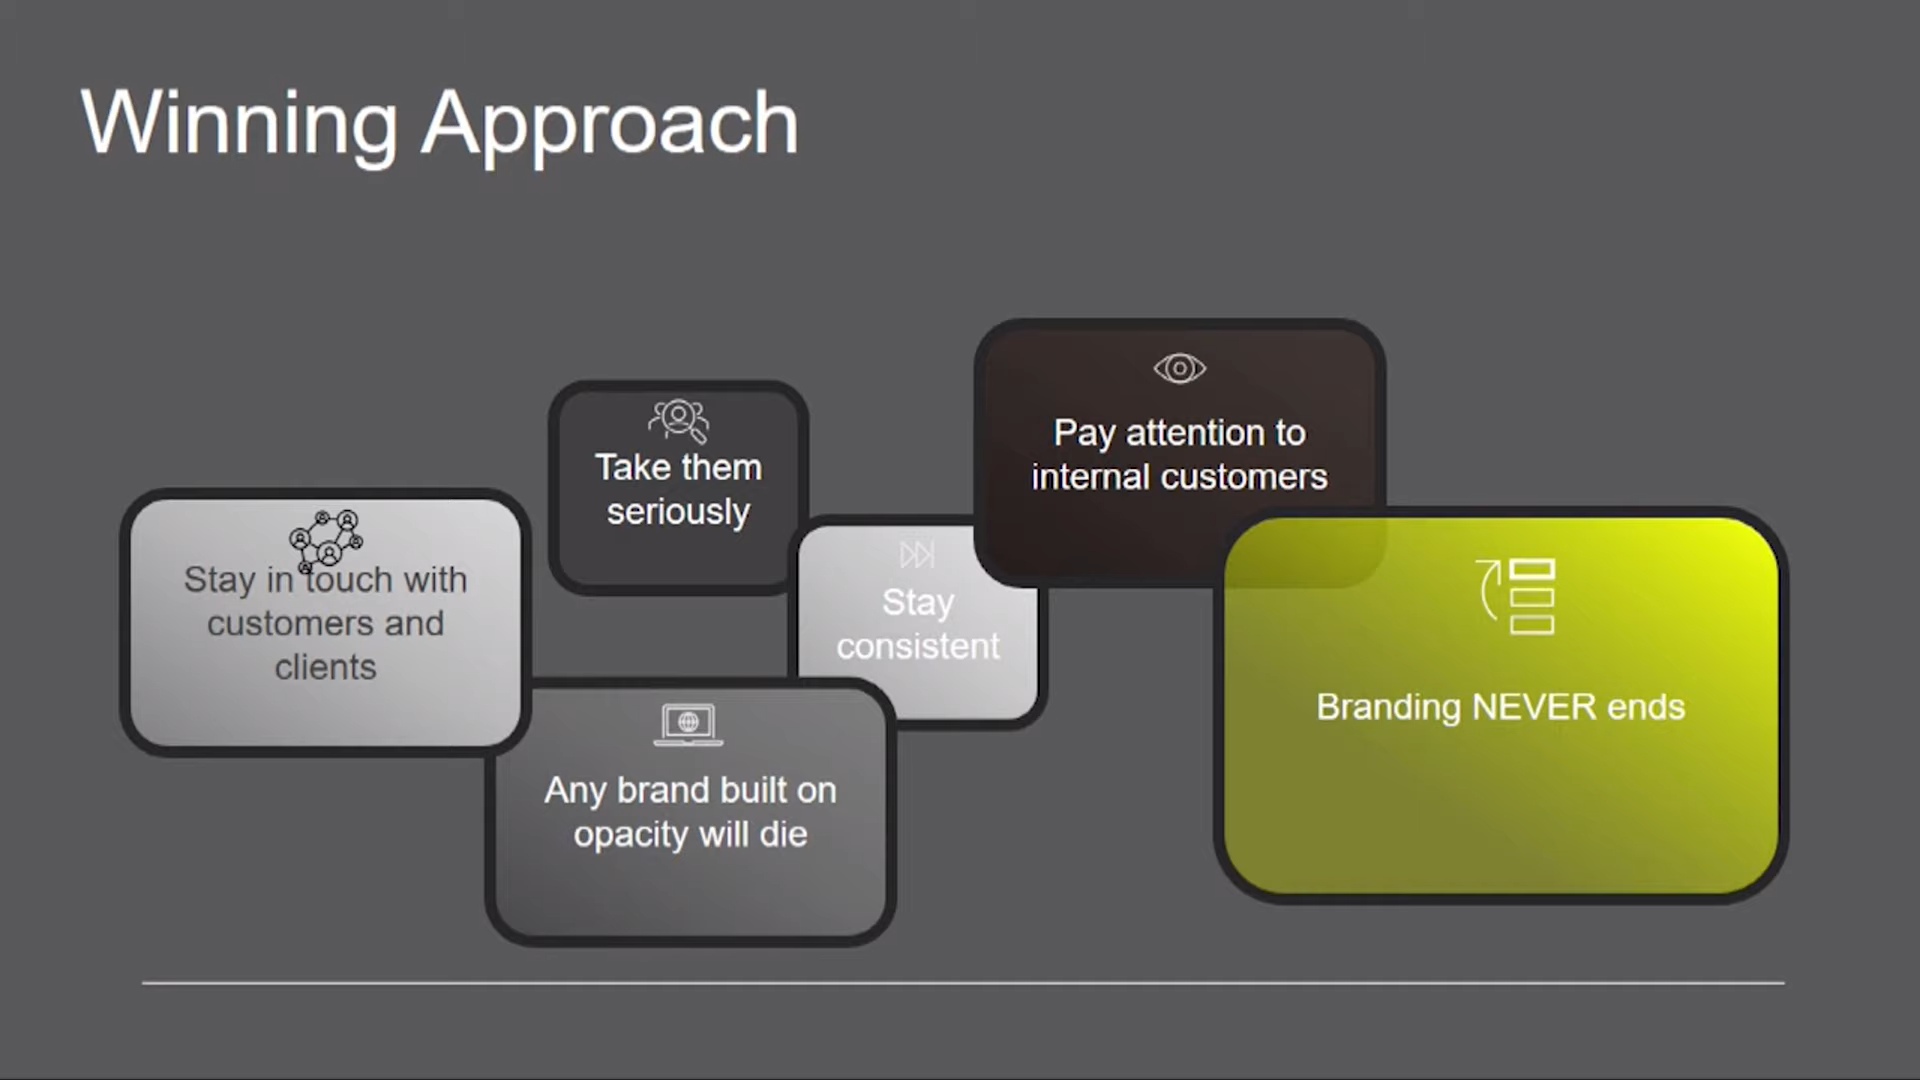 Winning Approach
Stay in touch with
customers and
clients
Take them
seriously
Any brand built on
opacity will die
Stay
consistent
Pay attention to
internal customers
Branding NEVER ends